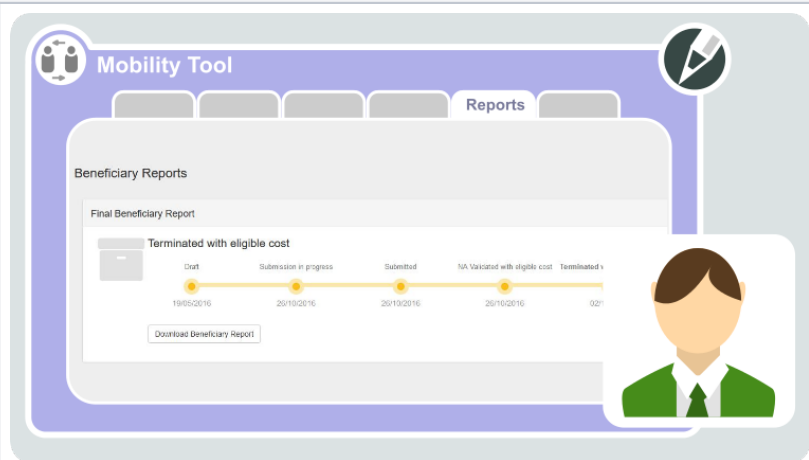 Mobility Tool
Reports
Beneficiary Reports
Final Beneficiary Report
Terminated with eligible cost
Draft Submission in progress Submitted NA Validated with eligible cost Terminated
19/05/2016 26/10/2016 26/10/2016 26/10/2016
Download Beneficiary Report